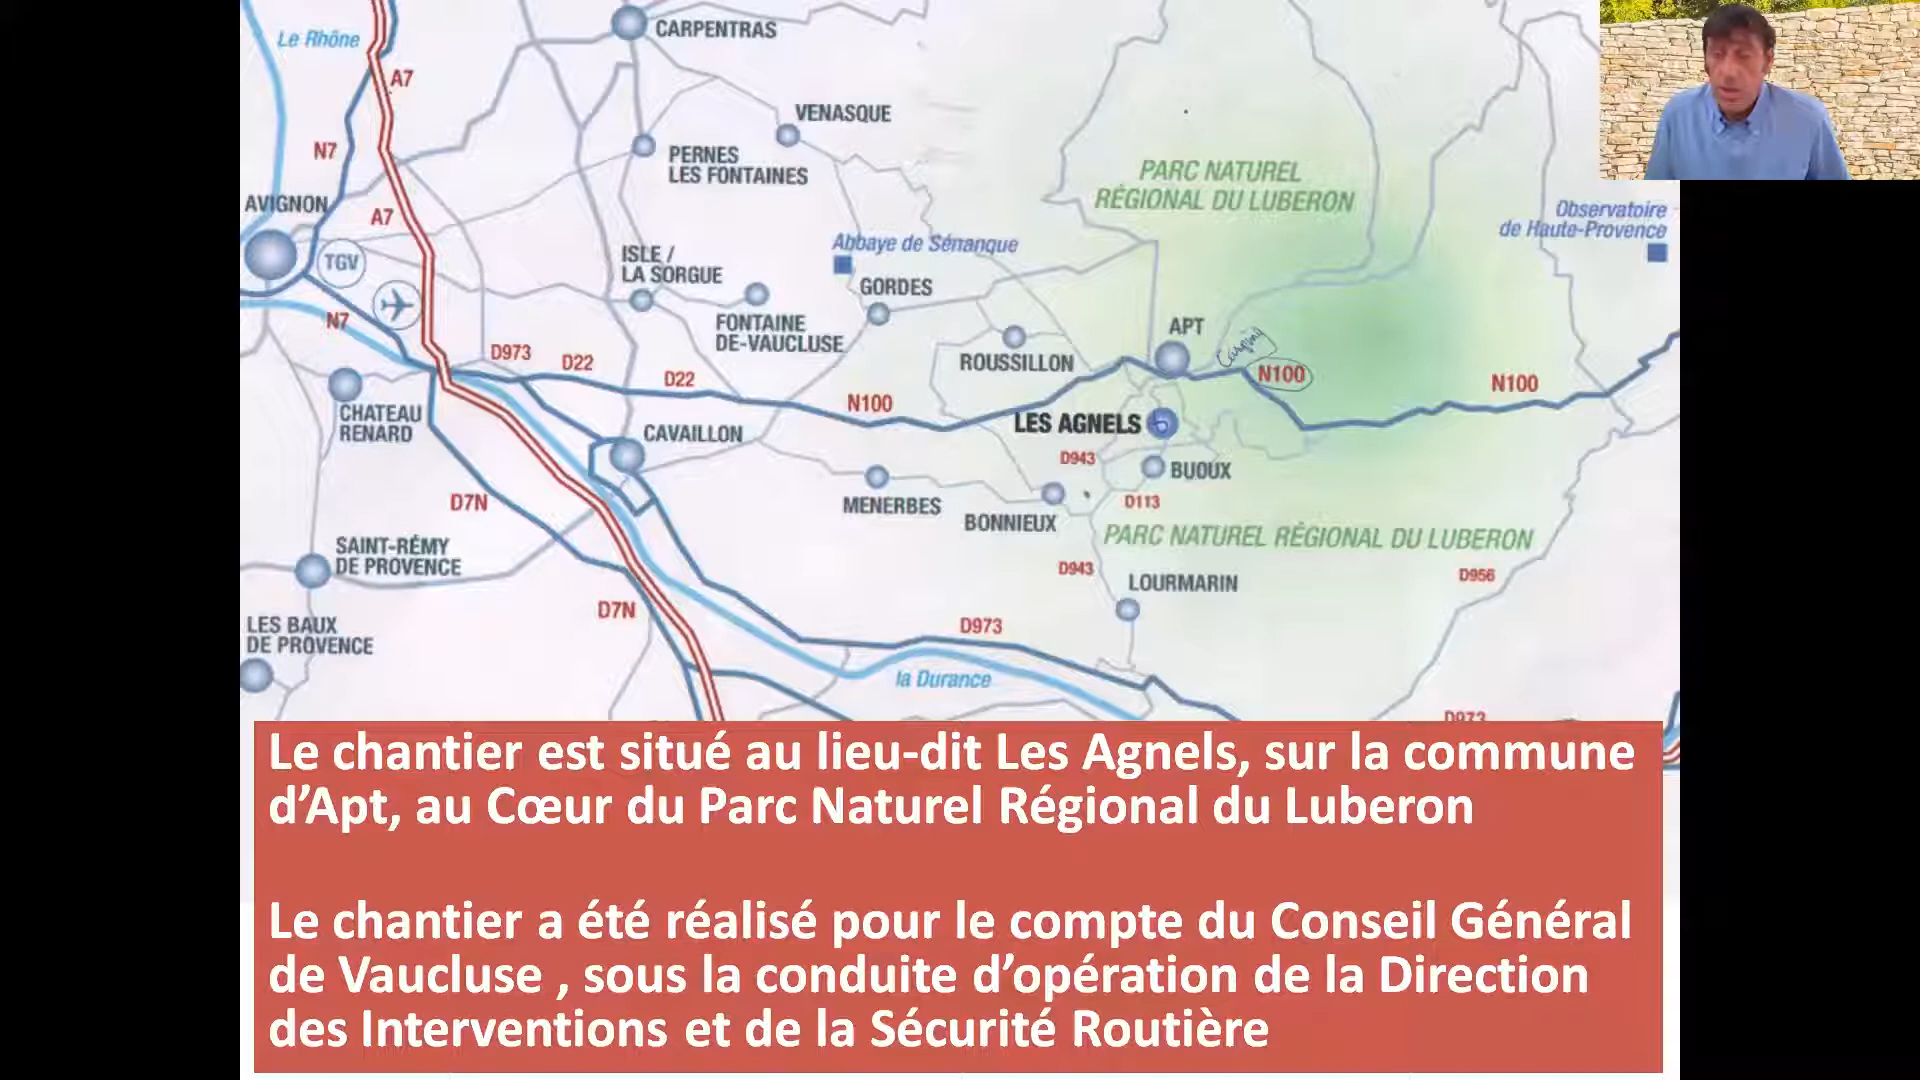 CARPENTRAS
Le Rhône
A7
VENASQUE
N7
PERNES
LES FONTAINES
PARC NATUREL
RÉGIONAL DU LUBERON
AVIGNON
A7
Observatoire
de Haute-Provence
Abbaye de Sénanque
ISLE /
LA SORGUE
TGV
GORDES
N7
FONTAINE
DE-VAUCLUSE
APT
D973
D22
ROUSSILLON
N100
D22
N100
N100
CHATEAU
RENARD
LES AGNELS
CAVAILLON
D943
BUOUX
MENERBES
D7N
D113
BONNIEUX
PARC NATUREL RÉGIONAL DU LUBERON
SAINT-RÉMY
DE PROVENCE
D943
D956
LOURMARIN
D7N
D973
LES BAUX
DE PROVENCE
la Durance
D973
Le chantier est situé au lieu-dit Les Agnels, sur la commune
d’Apt, au Cœur du Parc Naturel Régional du Luberon
Le chantier a été réalisé pour le compte du Conseil Général
de Vaucluse , sous la conduite d’opération de la Direction
des Interventions et de la Sécurité Routière